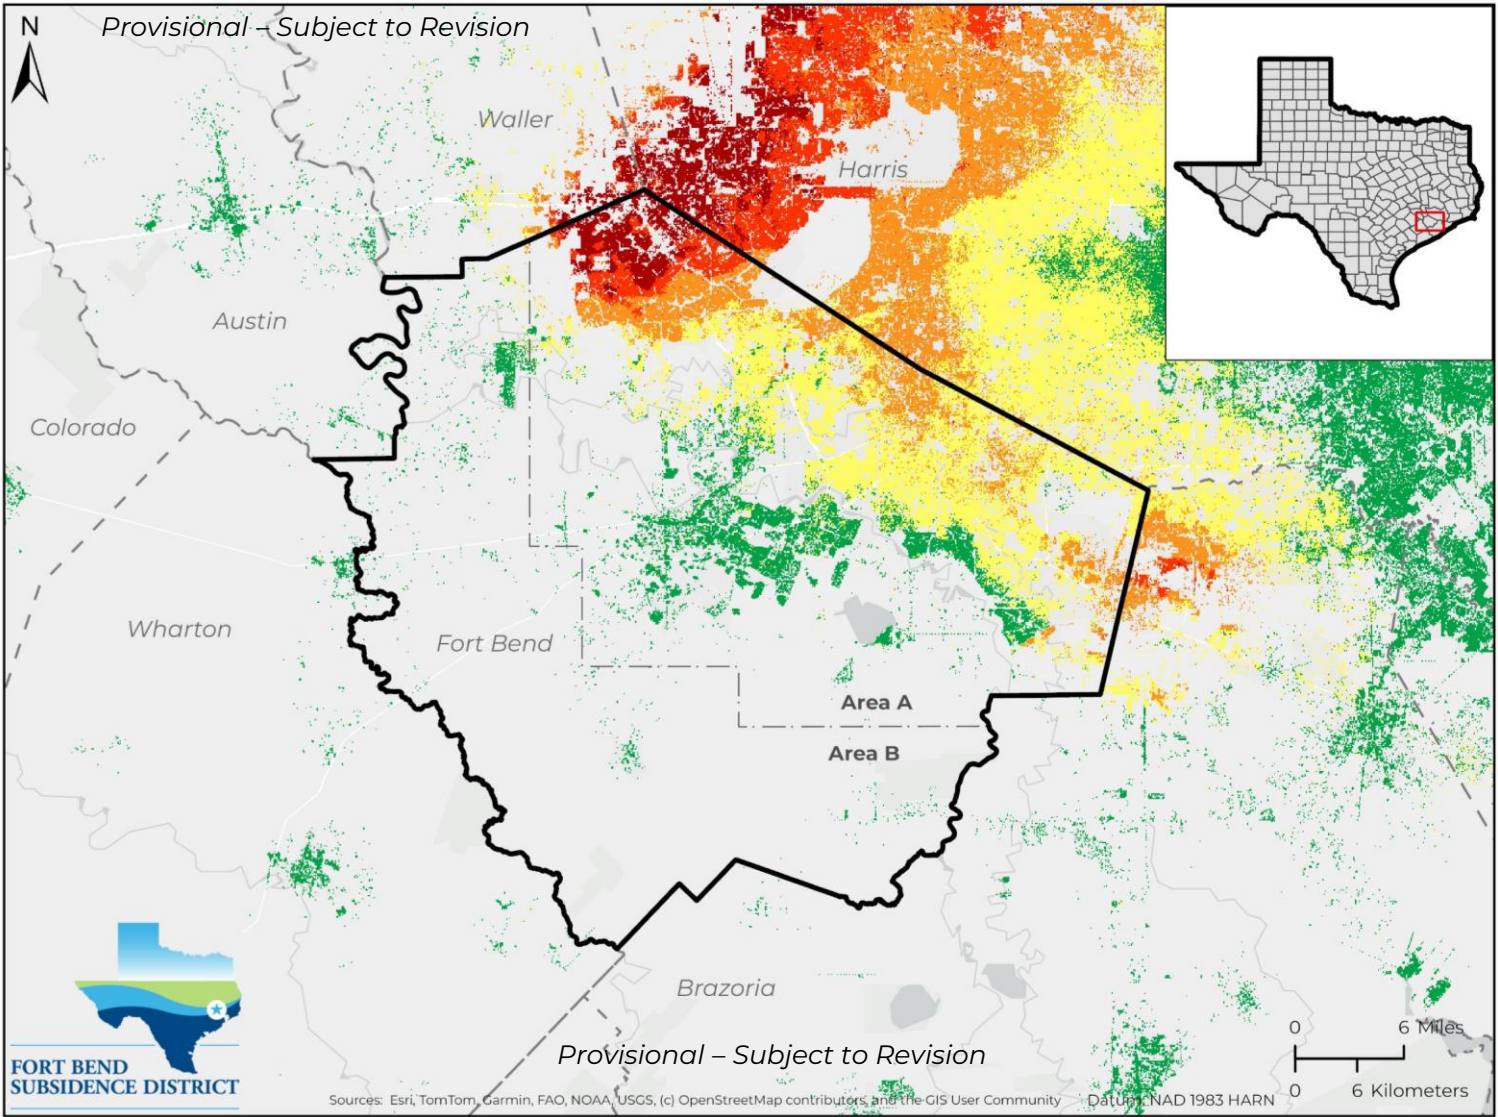 Provisional – Subject to Revision
N
Waller
Harris
Austin
Colorado
Wharton
Fort Bend
Area A
Area B
Brazoria
0 6 Miles
0 6 Kilometers
FORT BEND
SUBSIDENCE DISTRICT
Provisional – Subject to Revision
Sources: Esri, TomTom, Garmin, FAO, NOAA, USGS, (c) OpenStreetMap contributors, and the GIS User Community
Datum: NAD 1983 HARN